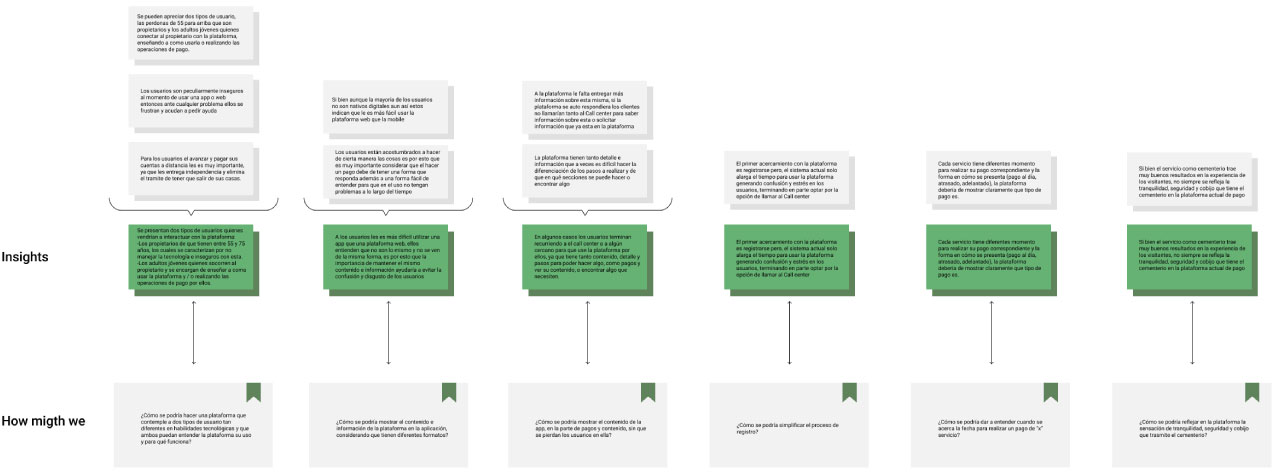 Se pueden apreciar dos tipos de usuario,
las perdonas de 55 para arriba que son
propietarios y los adultos jóvenes quienes
conectar al propietario con la plataforma,
enseñando a como usarla o realizando las
operaciones de pago.
Los usuarios son peculiarmente inseguros
al momento de usar una app o web
entonces ante cualquier problema ellos se
frustran y acudan a pedir ayuda
Para los usuarios el avanzar y pagar sus
cuentas a distancia les es muy importante,
ya que les entrega independencia y elimina
el tramite de tener que salir de sus casas.
Si bien aunque la mayoría de los usuarios
no son nativos digitales aun así estos
indican que le es más fácil usar la
plataforma web que la mobile
Los usuarios están acostumbrados a hacer
de cierta manera las cosas es por esto que
es muy importante considerar que el hacer
un pago debe de tener una forma que
responda además a una forma fácil de
entender para que en el uso no tengan
problemas a lo largo del tiempo
A la plataforma le falta entregar más
información sobre esta misma, si la
plataforma se auto respondiera los clientes
no llamarían tanto al Call center para saber
información sobre esta o solicitar
información que ya esta en la plataforma
La plataforma tienen tanto detalle e
información que a veces es difícil hacer la
diferenciación de los pasos a realizar y de
que en qué secciones se puede hacer o
encontrar algo
El primer acercamiento con la plataforma
es registrarse pero, el sistema actual solo
alarga el tiempo para usar la plataforma
generando confusión y estrés en los
usuarios, terminando en parte optar por la
opción de llamar al Call center
Cada servicio tiene diferentes momento
para realizar su pago correspondiente y la
forma en cómo se presenta (pago al día,
atrasado, adelantado), la plataforma
debería de mostrar claramente que tipo de
pago es.
Si bien el servicio como cementerio trae
muy buenos resultados en la experiencia de
los visitantes, no siempre se refleja la
tranquilidad, seguridad y cobijo que tiene el
cementerio en la plataforma actual de pago
Insights
Se presentan dos tipos de usuarios quienes
vendrían a interactuar con la plataforma:
-Los propietarios de que tienen entre 55 y 75
años, los cuales se caracterizan por no
manejar la tecnología e inseguros con esta.
-Los adultos jóvenes quienes socorren al
propietario y se encargan de enseñar a como
usar la plataforma y / o realizando las
operaciones de pago por ellos.
A los usuarios les es más difícil utilizar una
app que una plataforma web, ellos
entienden que no son lo mismo y no se ven
de la misma forma, es por esto que la
importancia de mantener el mismo
contenido e información ayudaría a evitar la
confusión y disgusto de los usuarios
En algunos casos los usuarios terminan
recurriendo a el call center o a algún
cercano para que use la plataforma por
ellos, ya que tiene tanto contenido, detalle y
pasos para poder hacer algo, como pagos y
ver su contenido, o encontrar algo que
necesiten.
El primer acercamiento con la plataforma
es registrarse pero, el sistema actual solo
alarga el tiempo para usar la plataforma
generando confusión y estrés en los
usuarios, terminando en parte optar por la
opción de llamar al Call center
Cada servicio tiene diferentes momento
para realizar su pago correspondiente y la
forma en cómo se presenta (pago al día,
atrasado, adelantado), la plataforma
debería de mostrar claramente que tipo de
pago es.
Si bien el servicio como cementerio trae
muy buenos resultados en la experiencia de
los visitantes, no siempre se refleja la
tranquilidad, seguridad y cobijo que tiene el
cementerio en la plataforma actual de pago
How migth we
¿Cómo se podría hacer una plataforma que
contemple a dos tipos de usuario tan
diferentes en habilidades tecnológicas y que
ambos puedan entender la plataforma su uso
y para qué funciona?
¿Cómo se podría mostrar el contenido e
información de la plataforma en la aplicación,
considerando que tienen diferentes formatos?
¿Cómo se podría mostrar el contenido de la
app, en la parte de pagos y contenido, sin que
se pierdan los usuarios en ella?
¿Cómo se podría simplificar el proceso de
registro?
¿Cómo se podría dar a entender cuando se
acerca la fecha para realizar un pago de "x"
servicio?
¿Cómo se podría reflejar en la plataforma la
sensación de tranquilidad, seguridad y cobijo
que trasmite el cementerio?